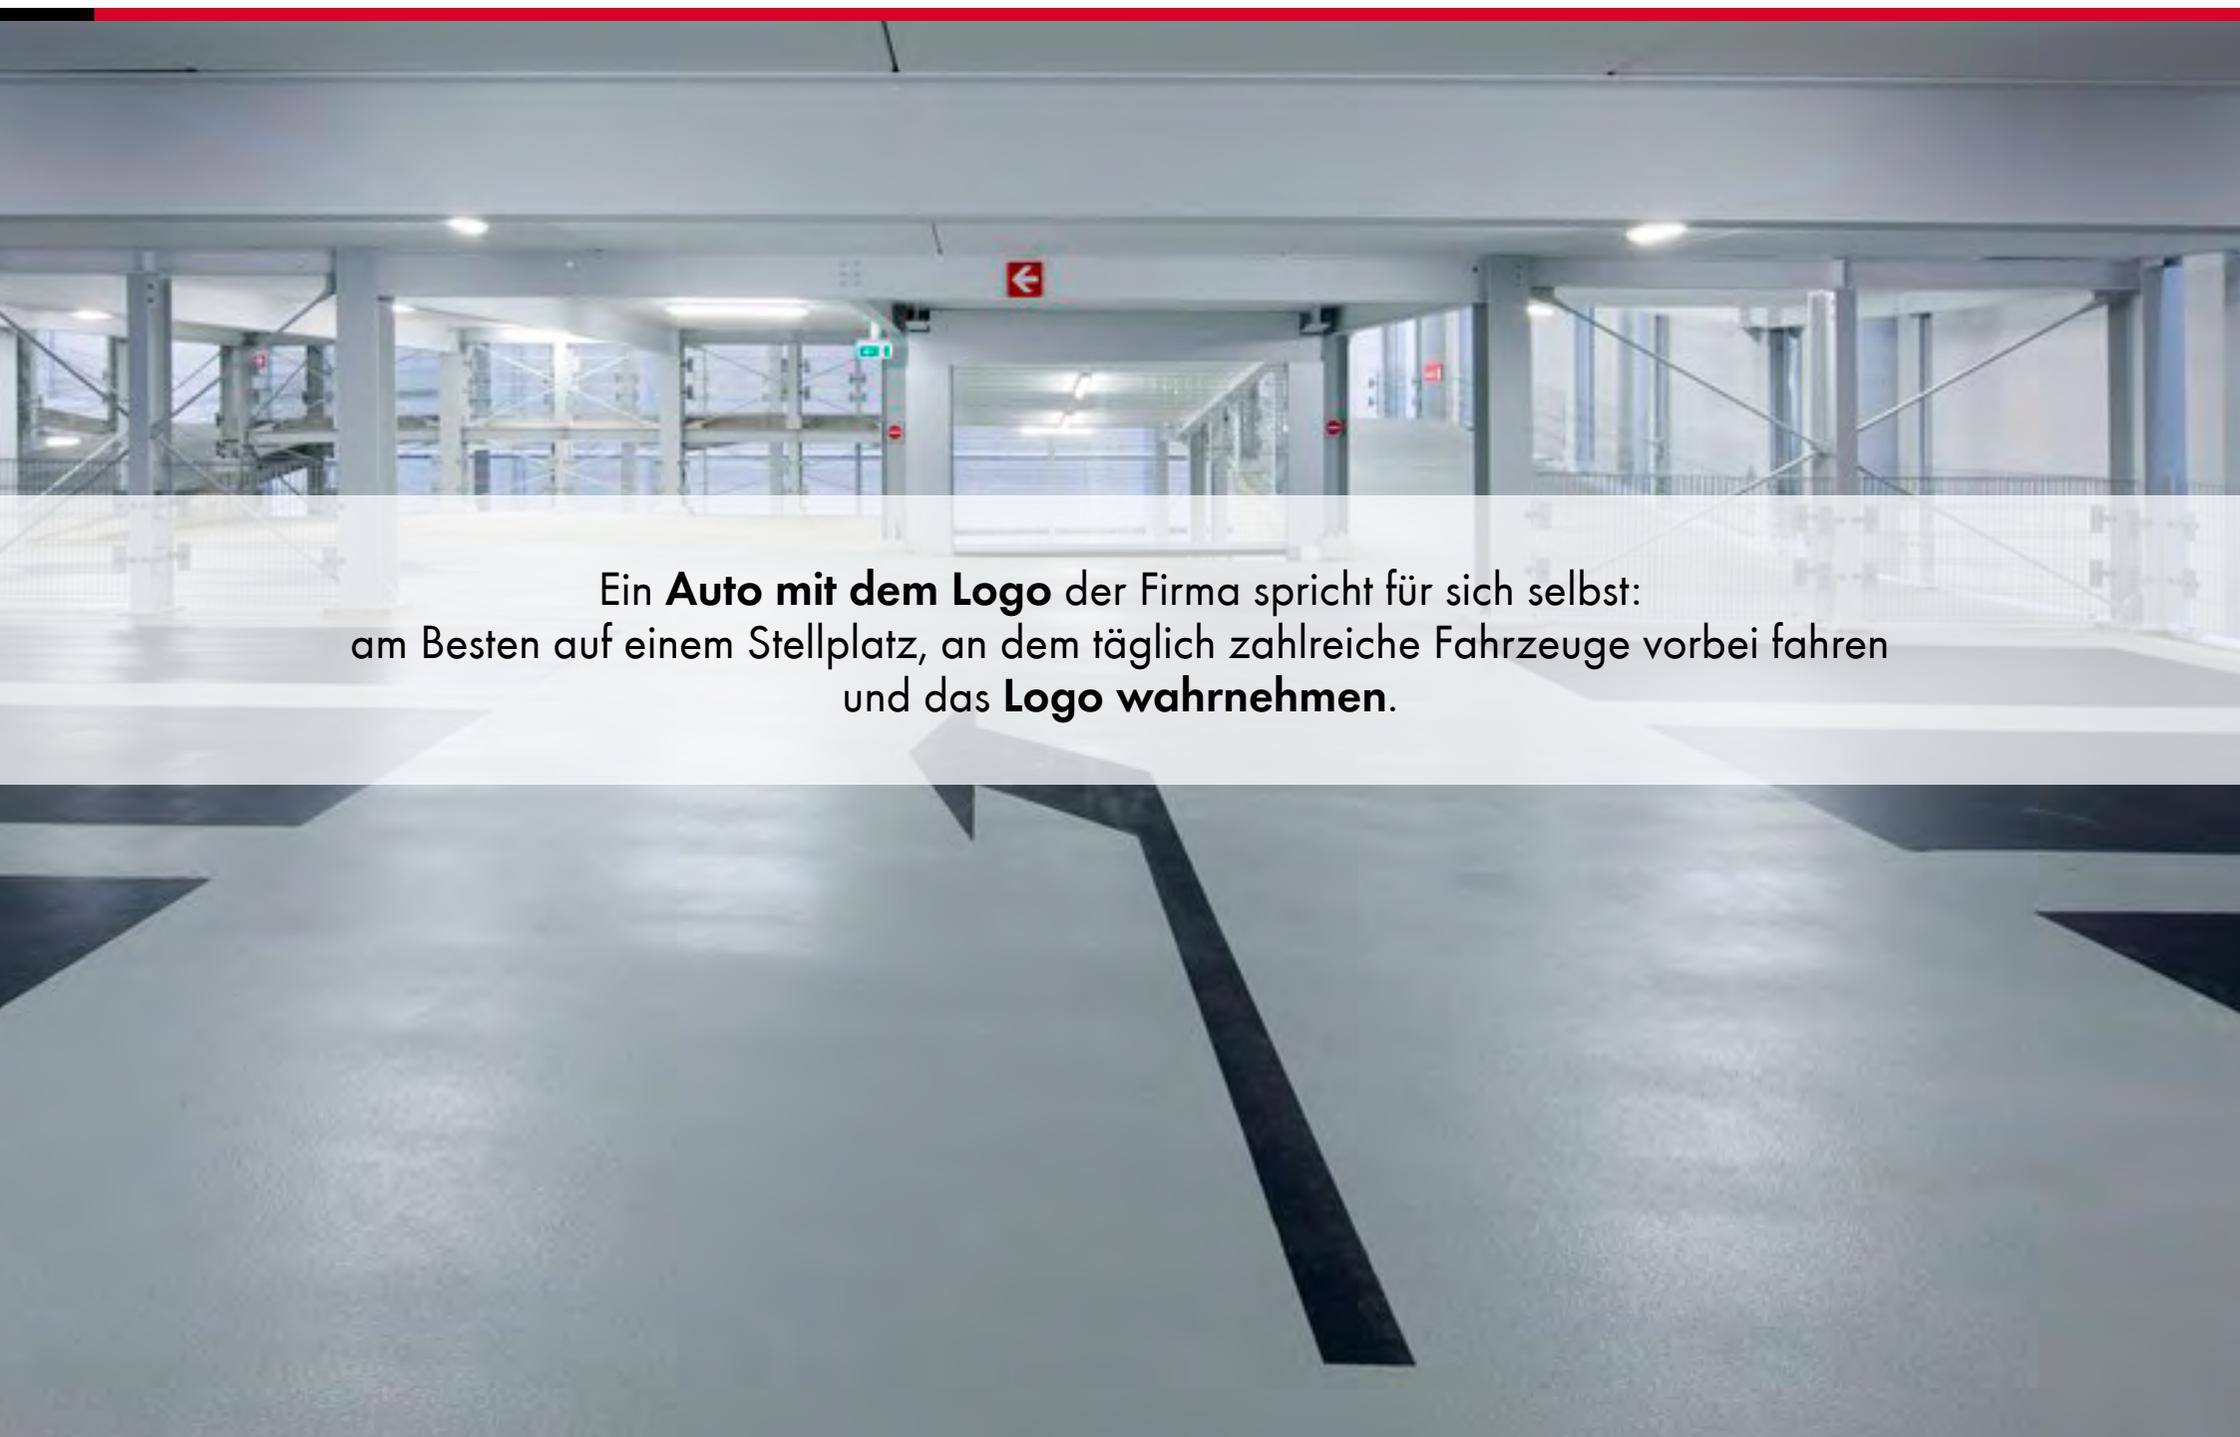 Ein Auto mit dem Logo der Firma spricht für sich selbst:
am Besten auf einem Stellplatz, an dem täglich zahlreiche Fahrzeuge vorbei fahren
und das Logo wahrnehmen.